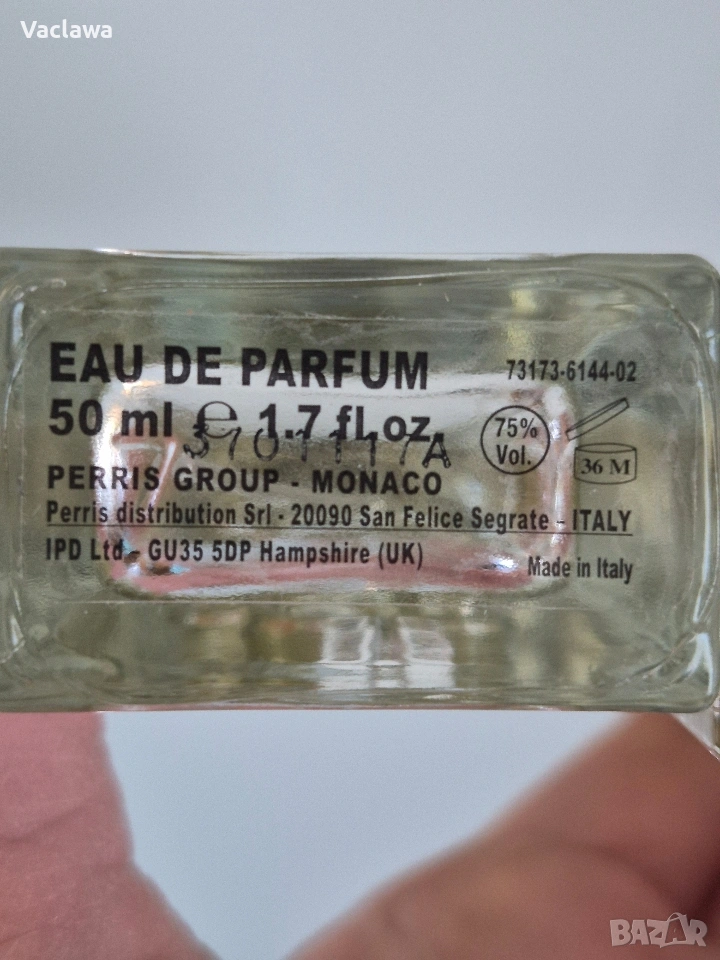 Vaclawa
EAU DE PARFUM 73173-6144-02
50 ml ℮ 1.7 fl.oz. 75% Vol. 36 M
PERRIS GROUP - MONACO
Perris distribution Srl - 20090 San Felice Segrate - ITALY
IPD Ltd - GU35 5DP Hampshire (UK)
Made in Italy
BAZAR